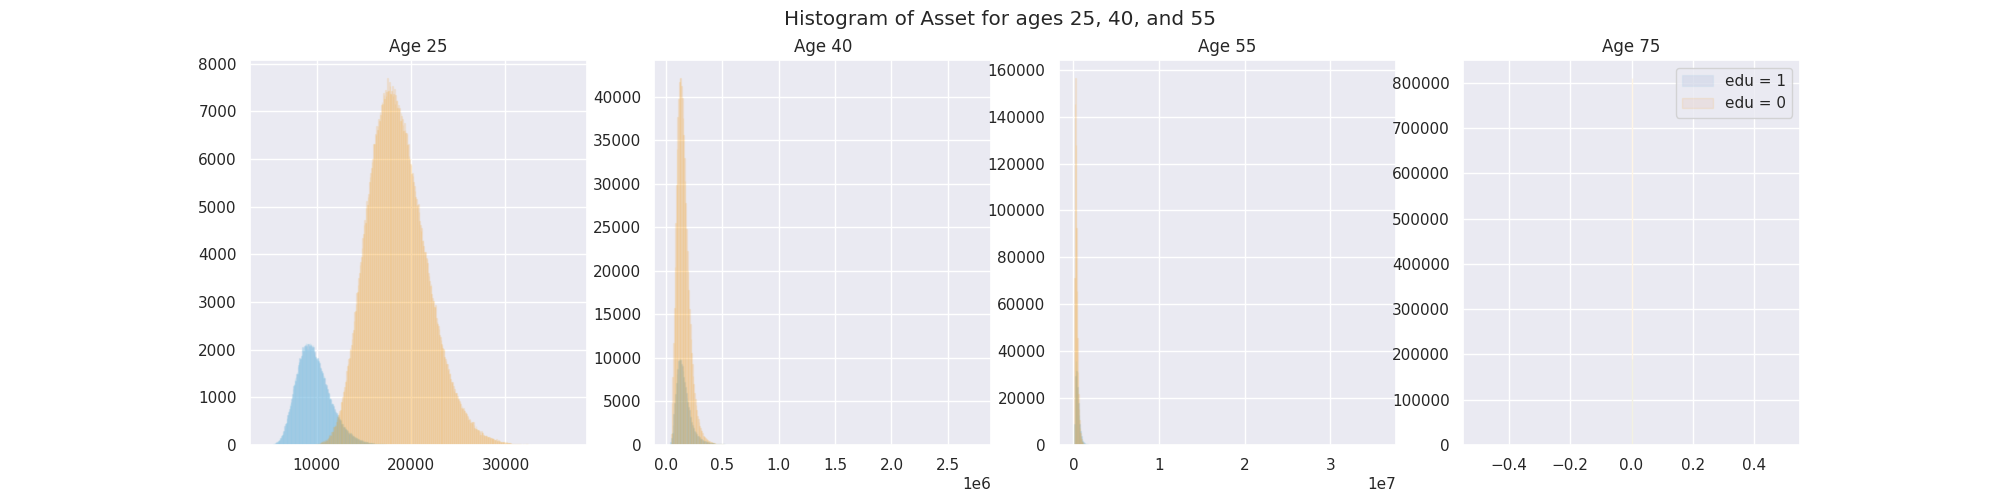 Histogram of Asset for ages 25, 40, and 55
Age 25
8000
7000
6000
5000
4000
3000
2000
1000
0
10000 20000 30000
Age 40
40000
35000
30000
25000
20000
15000
10000
5000
0
0.0 0.5 1.0 1.5 2.0 2.5
1e6
Age 55
160000
140000
120000
100000
80000
60000
40000
20000
0
0 1 2 3
1e7
Age 75
800000
700000
600000
500000
400000
300000
200000
100000
0
−0.4 −0.2 0.0 0.2 0.4
edu = 1
edu = 0